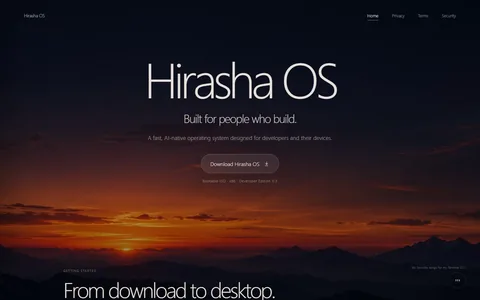 Hirasha OS
Home Privacy Terms Security
Hirasha OS
Built for people who build.
A fast, AI-native operating system designed for developers and their devices.
Download Hirasha OS
GETTING STARTED
From download to desktop.